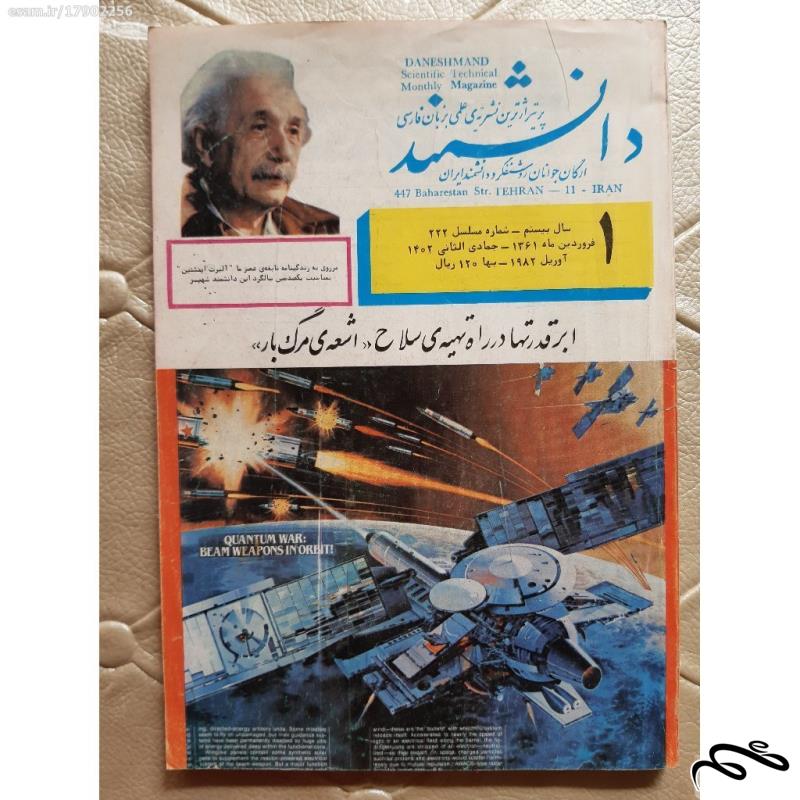 esam.ir/17902256
DANESHMAND
Scientific Technical
Monthly Magazine
پر تیراژترین نشریه‌ی علمی بزبان فارسی
دانشمند
ارگان جوانان روشنفکر و دانشمند ایران
447 Baharestan Str. TEHRAN — 11 - IRAN
۱
سال بیستم – شماره مسلسل ۲۲۲
فروردین ماه ۱۳۶۱ – جمادی الثانی ۱۴۰۲
آوریل ۱۹۸۲ – بها ۱۲۰ ریال
مروری به زندگینامه نابغه‌ی عصر ما "آلبرت اینشتین"
بمناسبت یکصدمین سالگرد این دانشمند شهیر
ابرقدرتها در راه تهیه‌ی سلاح «اشعه‌ی مرگ بار»
QUANTUM WAR:
BEAM WEAPONS IN ORBIT!